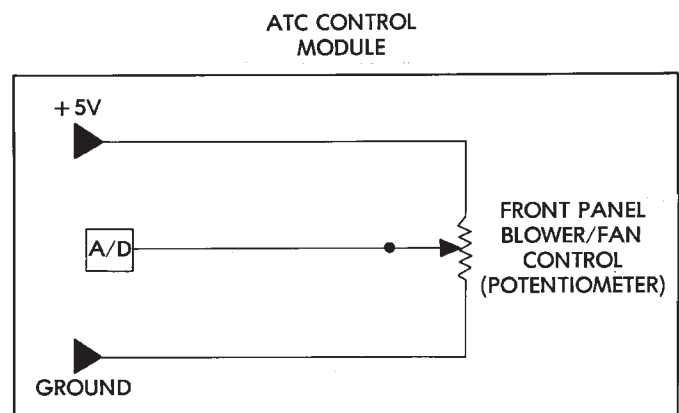 ATC CONTROL
MODULE
+5V
A/D
FRONT PANEL
BLOWER/FAN
CONTROL
(POTENTIOMETER)
GROUND